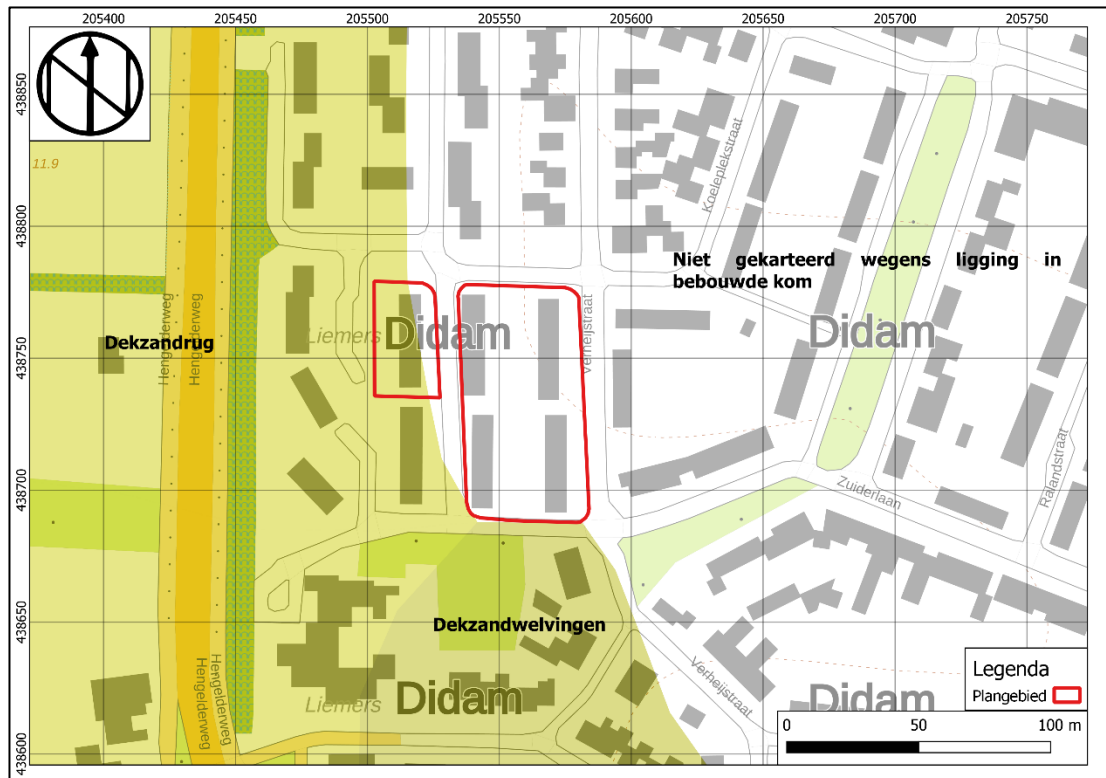 205400 205450 205500 205550 205600 205650 205700 205750
438850
438800
438750
438700
438650
438600
11.9
Koeleplekstraat
Niet gekarteerd wegens ligging in
bebouwde kom
Hengelderweg
Hengelderweg
Dekzandrug
Liemers
Didam
Verheijstraat
Didam
Ralandstraat
Zuiderlaan
Dekzandwelvingen
Hengelderweg
Hengelderweg
Liemers
Didam
Verheijstraat
Didam
Legenda
Plangebied
0 50 100 m